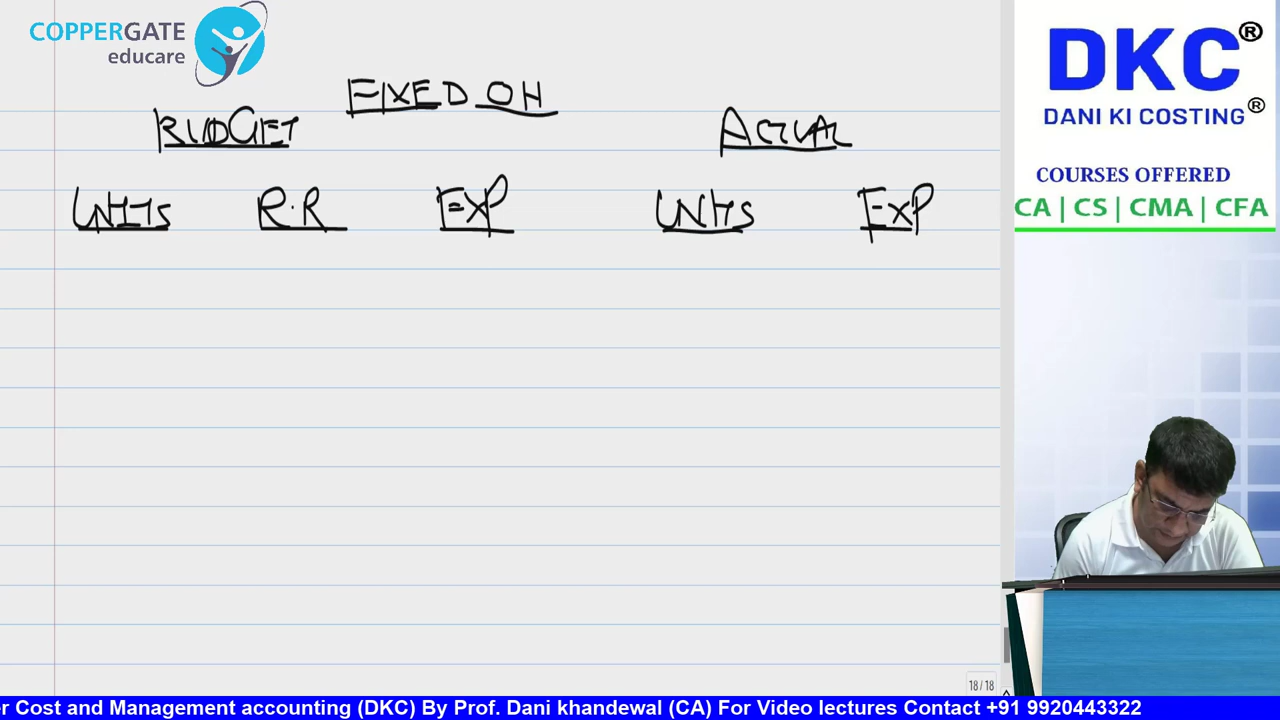 COPPERGATE
educare
FIXED OH
BUDGET
ACTUAL
UNITS R.R EXP UNITS EXP
18/18
DKC®
DANI KI COSTING®
COURSES OFFERED
CA | CS | CMA | CFA
r Cost and Management accounting (DKC) By Prof. Dani khandewal (CA) For Video lectures Contact +91 9920443322